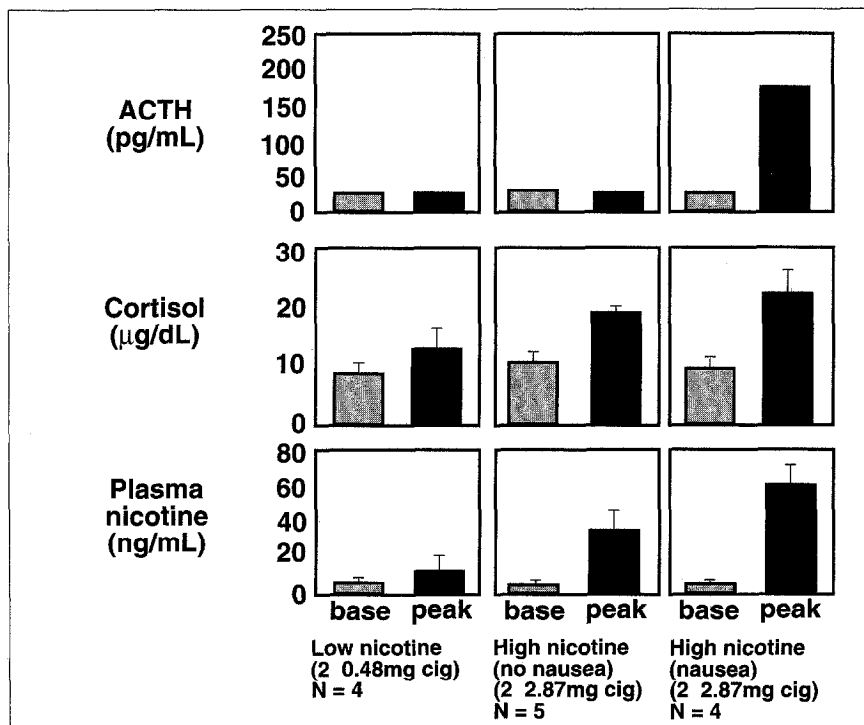 ACTH
(pg/mL)
250
200
150
100
50
0
Cortisol
(µg/dL)
30
20
10
0
Plasma
nicotine
(ng/mL)
80
60
40
20
0
base peak base peak base peak
Low nicotine
(2 0.48mg cig)
N = 4
High nicotine
(no nausea)
(2 2.87mg cig)
N = 5
High nicotine
(nausea)
(2 2.87mg cig)
N = 4